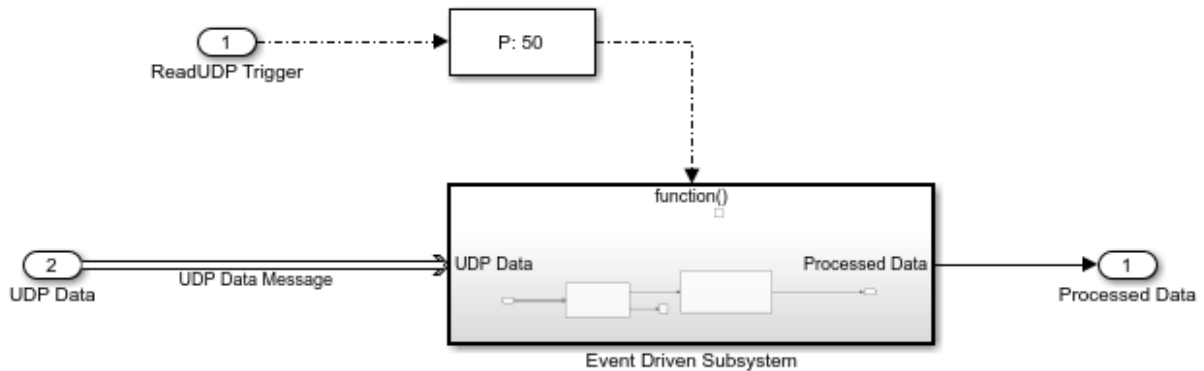 1
P: 50
ReadUDP Trigger
function()
2
UDP Data Message
UDP Data
UDP Data
Processed Data
1
Processed Data
Event Driven Subsystem